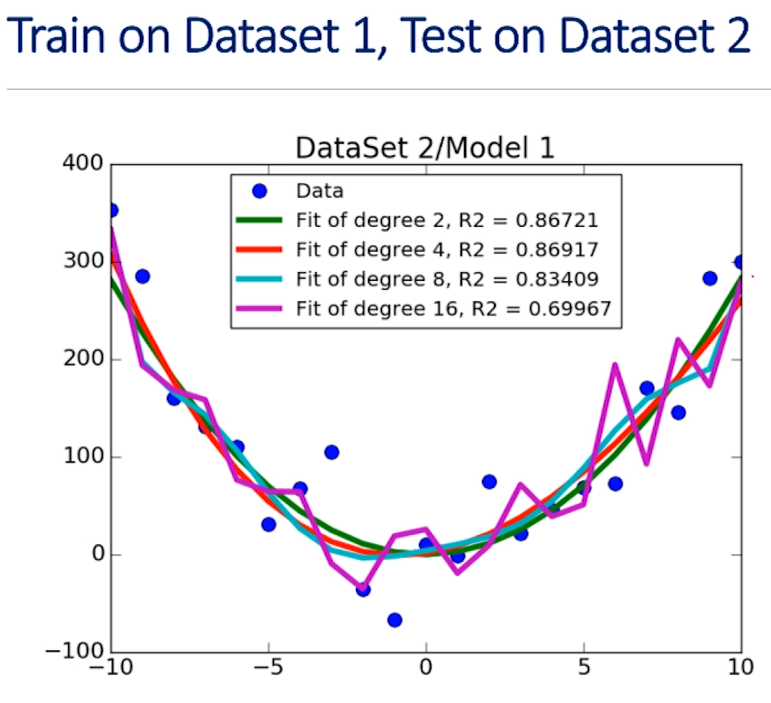 Train on Dataset 1, Test on Dataset 2
DataSet 2/Model 1
Data
Fit of degree 2, R2 = 0.86721
Fit of degree 4, R2 = 0.86917
Fit of degree 8, R2 = 0.83409
Fit of degree 16, R2 = 0.69967
400
300
200
100
0
−100
−10
−5
0
5
10